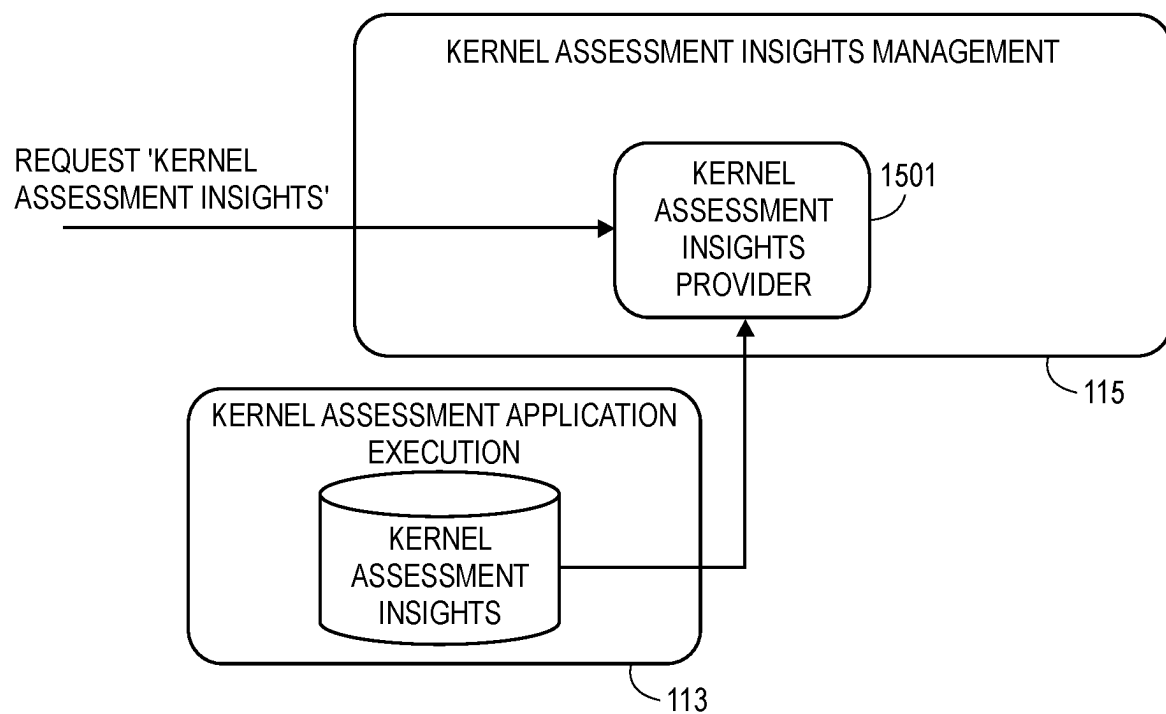 KERNEL ASSESSMENT INSIGHTS MANAGEMENT
REQUEST 'KERNEL
ASSESSMENT INSIGHTS'
KERNEL
ASSESSMENT
INSIGHTS
PROVIDER
1501
115
KERNEL ASSESSMENT APPLICATION
EXECUTION
KERNEL
ASSESSMENT
INSIGHTS
113